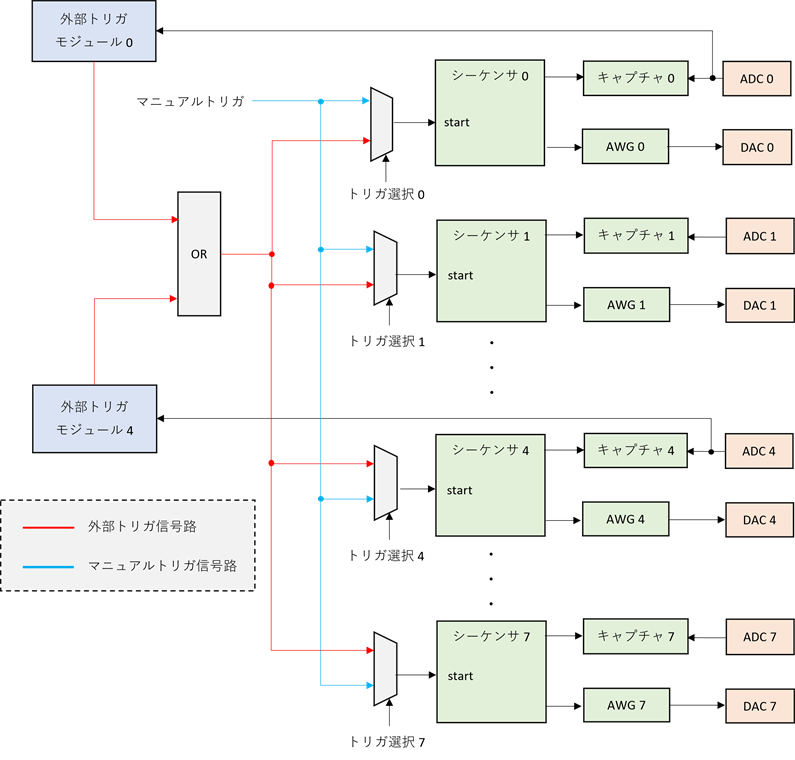 外部トリガ
モジュール 0
マニュアルトリガ
シーケンサ 0
start
キャプチャ 0
ADC 0
AWG 0
DAC 0
トリガ選択 0
OR
シーケンサ 1
start
キャプチャ 1
ADC 1
AWG 1
DAC 1
トリガ選択 1
外部トリガ
モジュール 4
シーケンサ 4
start
キャプチャ 4
ADC 4
AWG 4
DAC 4
トリガ選択 4
外部トリガ信号路
マニュアルトリガ信号路
シーケンサ 7
start
キャプチャ 7
ADC 7
AWG 7
DAC 7
トリガ選択 7